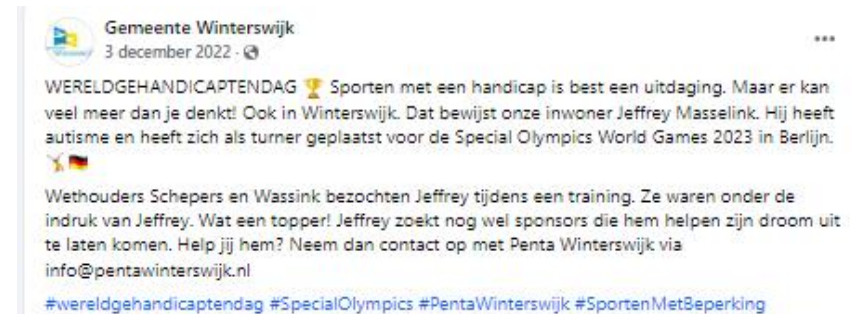 Gemeente Winterswijk
3 december 2022 ·
WERELDGEHANDICAPTENDAG 🏆 Sporten met een handicap is best een uitdaging. Maar er kan
veel meer dan je denkt! Ook in Winterswijk. Dat bewijst onze inwoner Jeffrey Masselink. Hij heeft
autisme en heeft zich als turner geplaatst voor de Special Olympics World Games 2023 in Berlijn.
🤸🇩🇪
Wethouders Schepers en Wassink bezochten Jeffrey tijdens een training. Ze waren onder de
indruk van Jeffrey. Wat een topper! Jeffrey zoekt nog wel sponsors die hem helpen zijn droom uit
te laten komen. Help jij hem? Neem dan contact op met Penta Winterswijk via
info@pentawinterswijk.nl
#wereldgehandicaptendag #SpecialOlympics #PentaWinterswijk #SportenMetBeperking